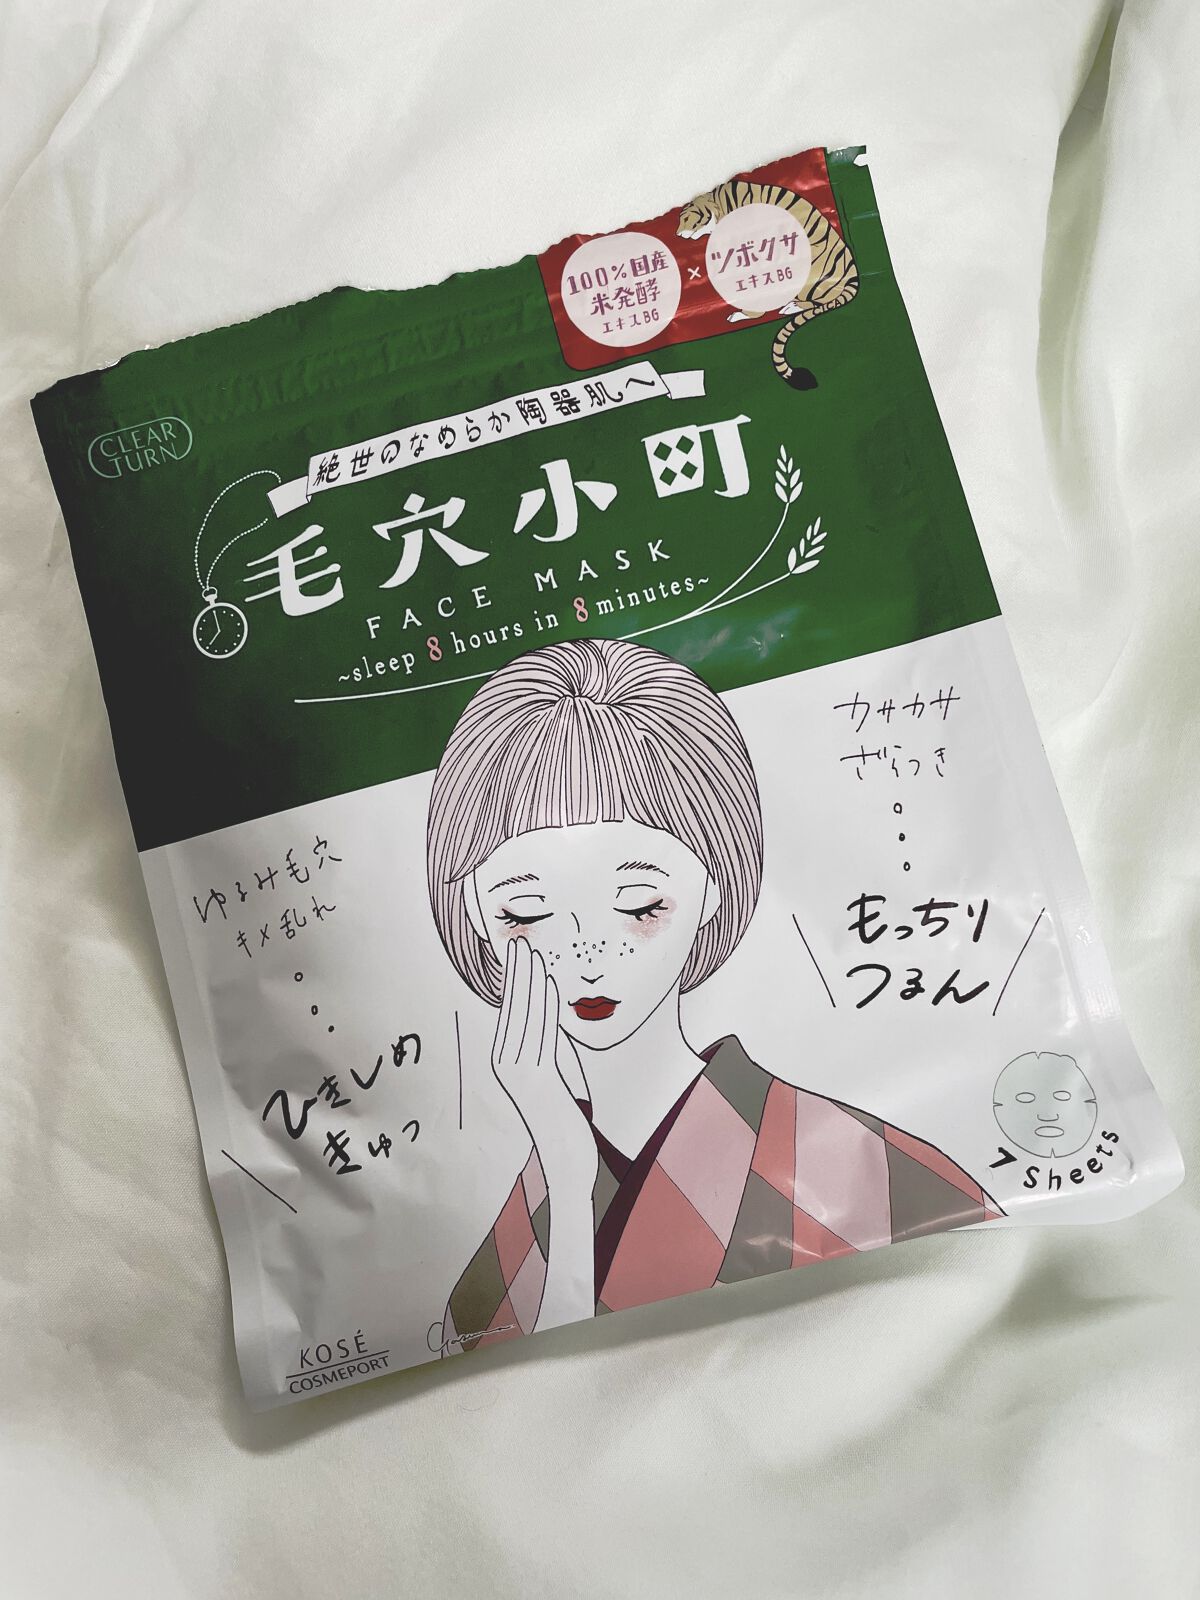 100%国産
米発酵
エキスBG
×
ツボクサ
エキスBG
CICA
CLEAR
TURN
絶世のなめらか陶器肌へ
毛穴小町
FACE MASK
~sleep 8 hours in 8 minutes~
カサカサ
ざらつき
もっちり
つるん
ゆるみ毛穴
キメ乱れ
ひきしめ
きゅっ
7 Sheets
KOSÉ
COSMEPORT